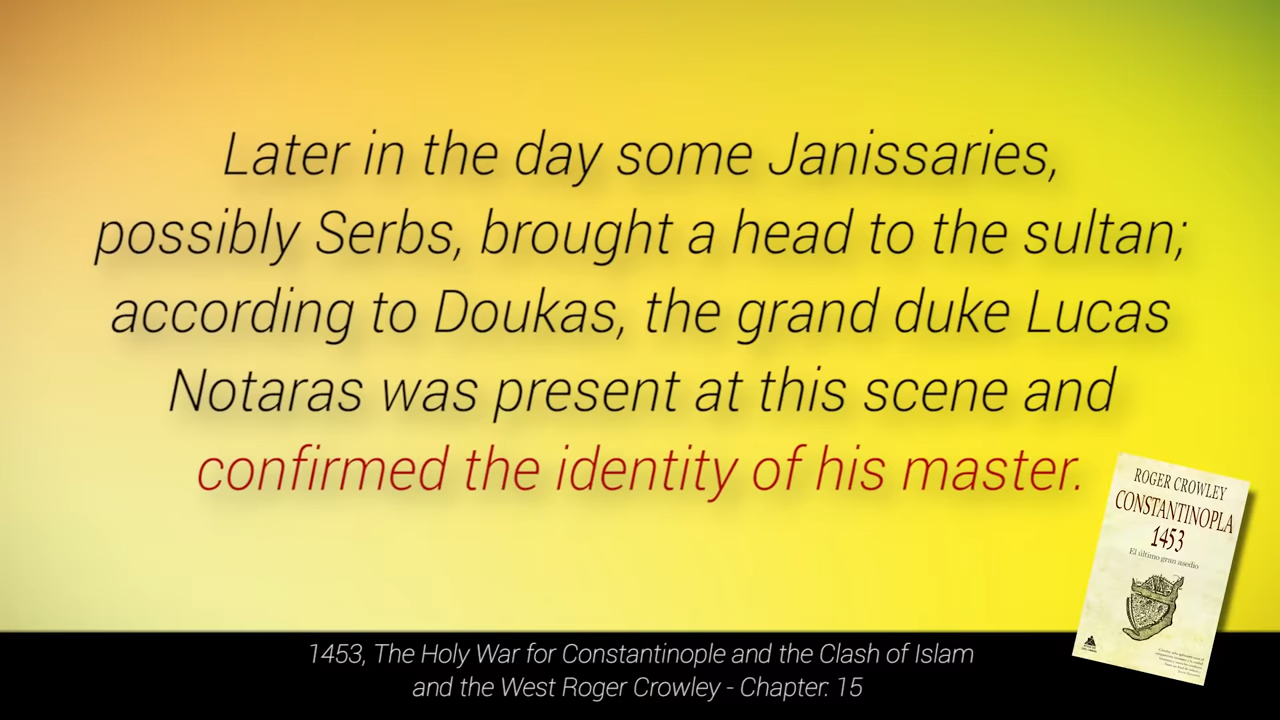 Later in the day some Janissaries,
possibly Serbs, brought a head to the sultan;
according to Doukas, the grand duke Lucas
Notaras was present at this scene and
confirmed the identity of his master.
ROGER CROWLEY
CONSTANTINOPLA
1453
El último gran asedio
1453, The Holy War for Constantinople and the Clash of Islam
and the West Roger Crowley - Chapter: 15